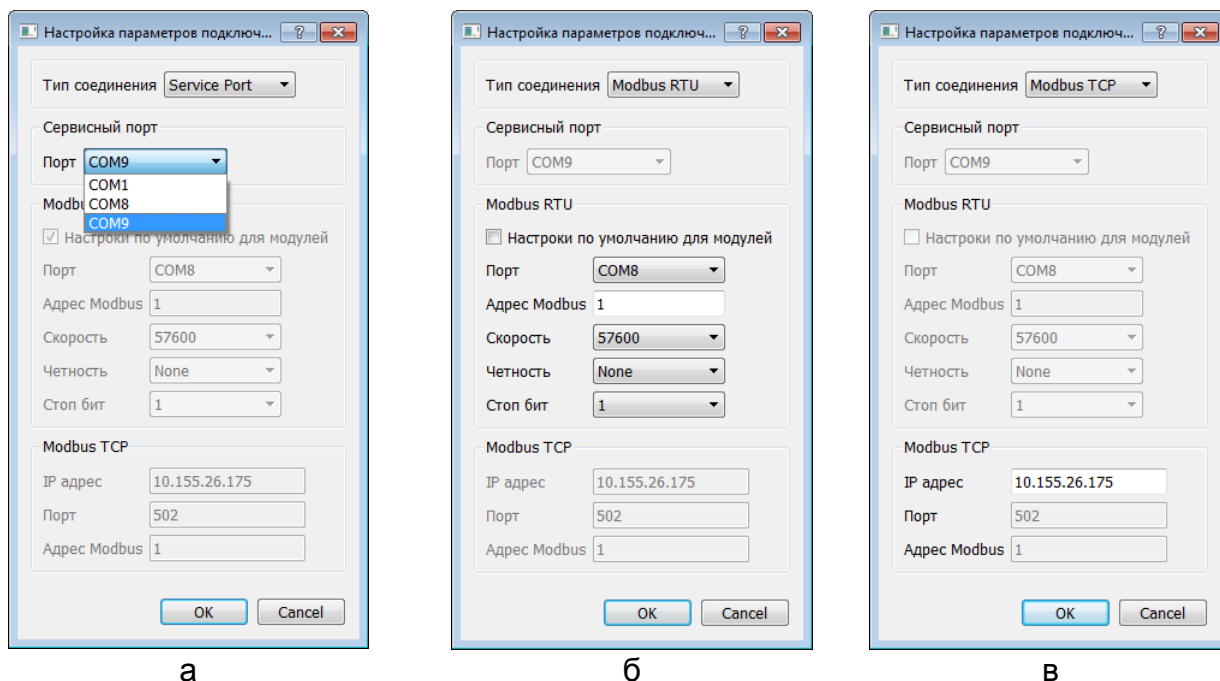 Настройка параметров подключ...
Тип соединения Service Port
Сервисный порт
Порт COM9
COM1
COM8
COM9
Modbu
Настроки по умолчанию для модулей
Порт COM8
Адрес Modbus 1
Скорость 57600
Четность None
Стоп бит 1
Modbus TCP
IP адрес 10.155.26.175
Порт 502
Адрес Modbus 1
OK Cancel
а
Настройка параметров подключ...
Тип соединения Modbus RTU
Сервисный порт
Порт COM9
Modbus RTU
Настроки по умолчанию для модулей
Порт COM8
Адрес Modbus 1
Скорость 57600
Четность None
Стоп бит 1
Modbus TCP
IP адрес 10.155.26.175
Порт 502
Адрес Modbus 1
OK Cancel
б
Настройка параметров подключ...
Тип соединения Modbus TCP
Сервисный порт
Порт COM9
Modbus RTU
Настроки по умолчанию для модулей
Порт COM8
Адрес Modbus 1
Скорость 57600
Четность None
Стоп бит 1
Modbus TCP
IP адрес 10.155.26.175
Порт 502
Адрес Modbus 1
OK Cancel
в